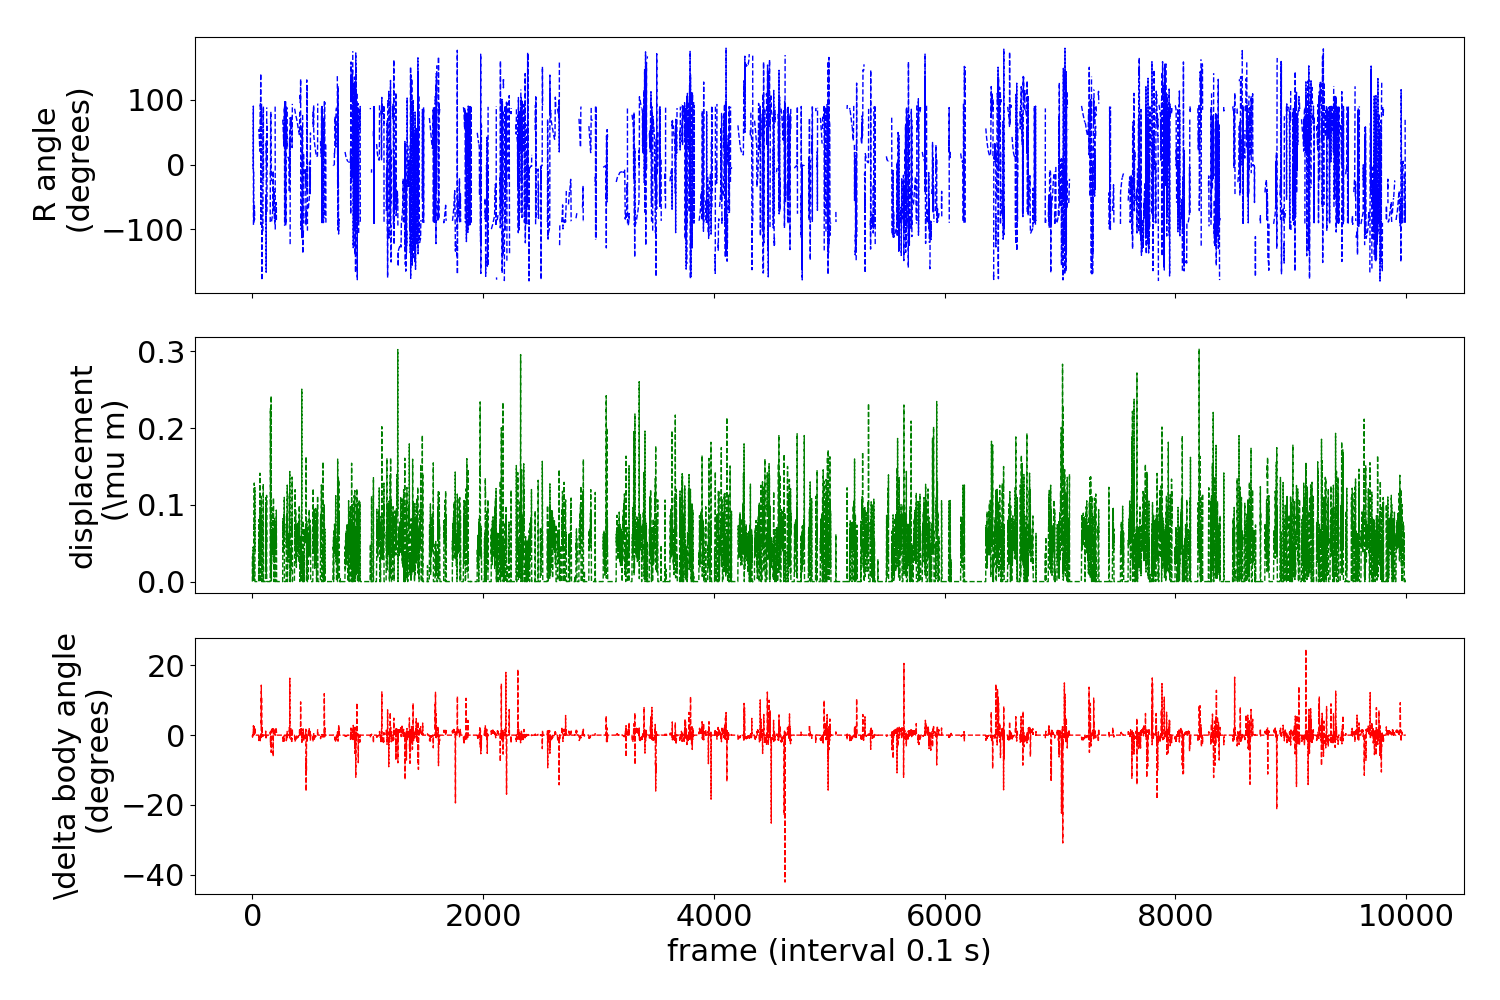 R angle
(degrees)
100
0
−100
displacement
(\mu m)
0.3
0.2
0.1
0.0
\delta body angle
(degrees)
20
0
−20
−40
0 2000 4000 6000 8000 10000
frame (interval 0.1 s)